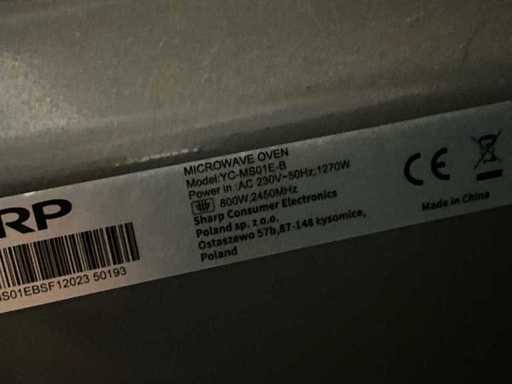 RP
MICROWAVE OVEN
Model:YC-MS01E-B
Power in :AC 230V~50Hz,1270W
800W,2450MHz
Sharp Consumer Electronics
Poland sp. z o.o.
Ostaszewo 57b,87-148 Łysomice,
Poland
CE
Made in China
S01EBSF12023 50193